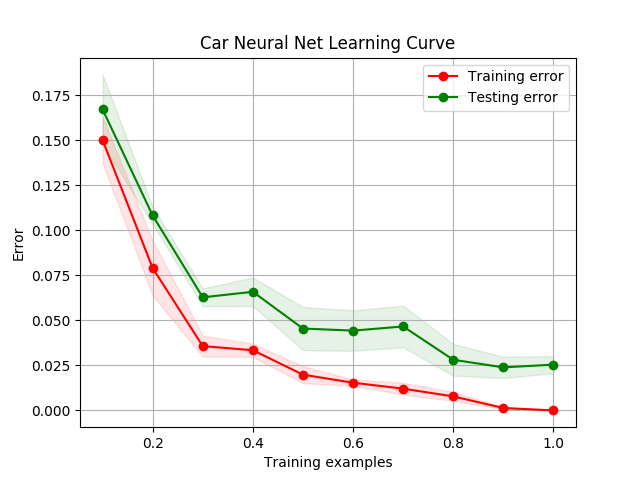 Car Neural Net Learning Curve
Training error
Testing error
0.175
0.150
0.125
0.100
0.075
0.050
0.025
0.000
Error
0.2 0.4 0.6 0.8 1.0
Training examples